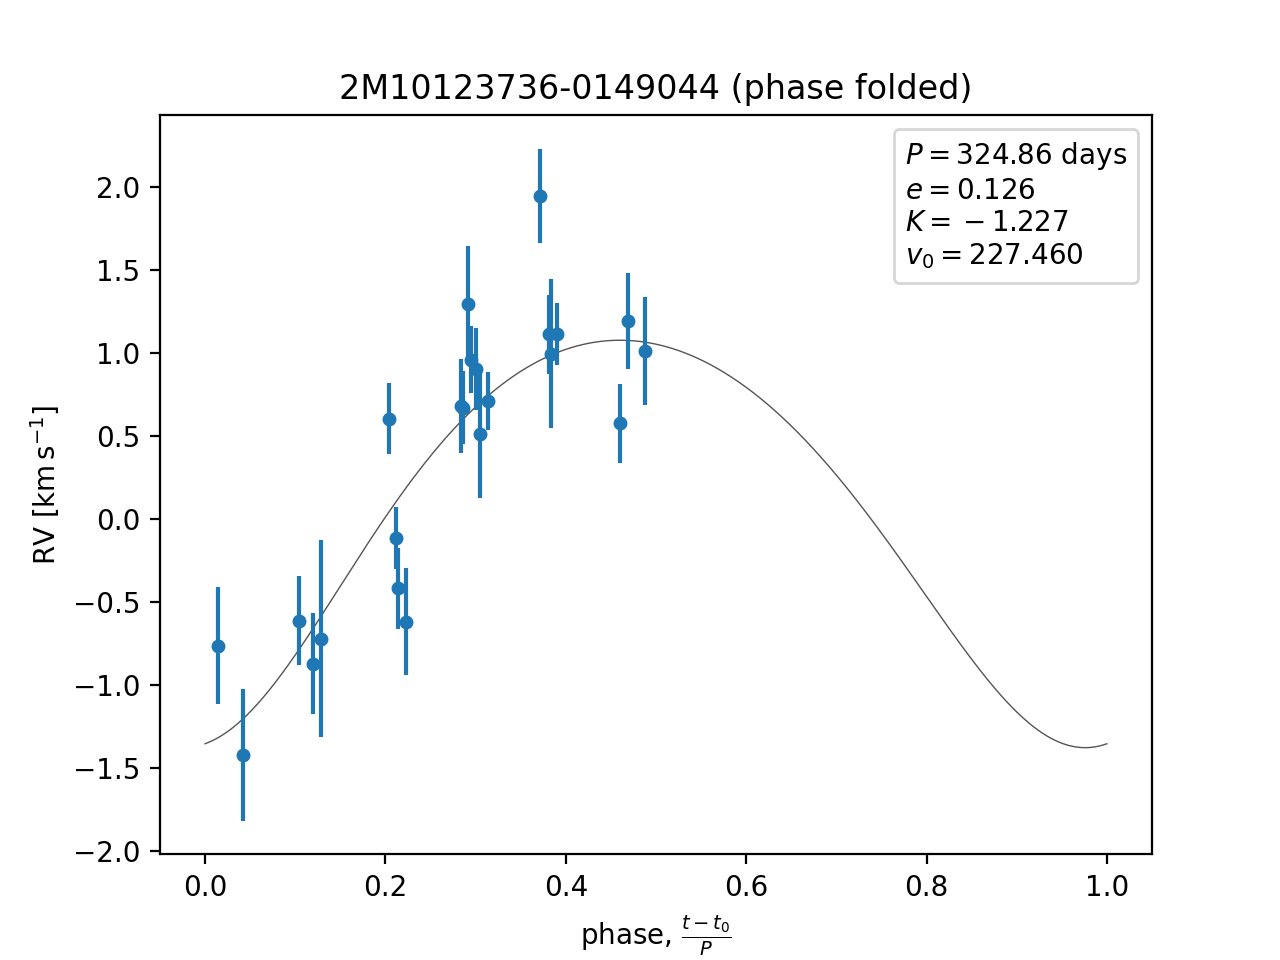 2M10123736-0149044 (phase folded)
P = 324.86 days
e = 0.126
K = −1.227
v₀ = 227.460
2.0
1.5
1.0
0.5
0.0
−0.5
−1.0
−1.5
−2.0
RV [km s⁻¹]
0.0 0.2 0.4 0.6 0.8 1.0
phase, (t − t₀)/P